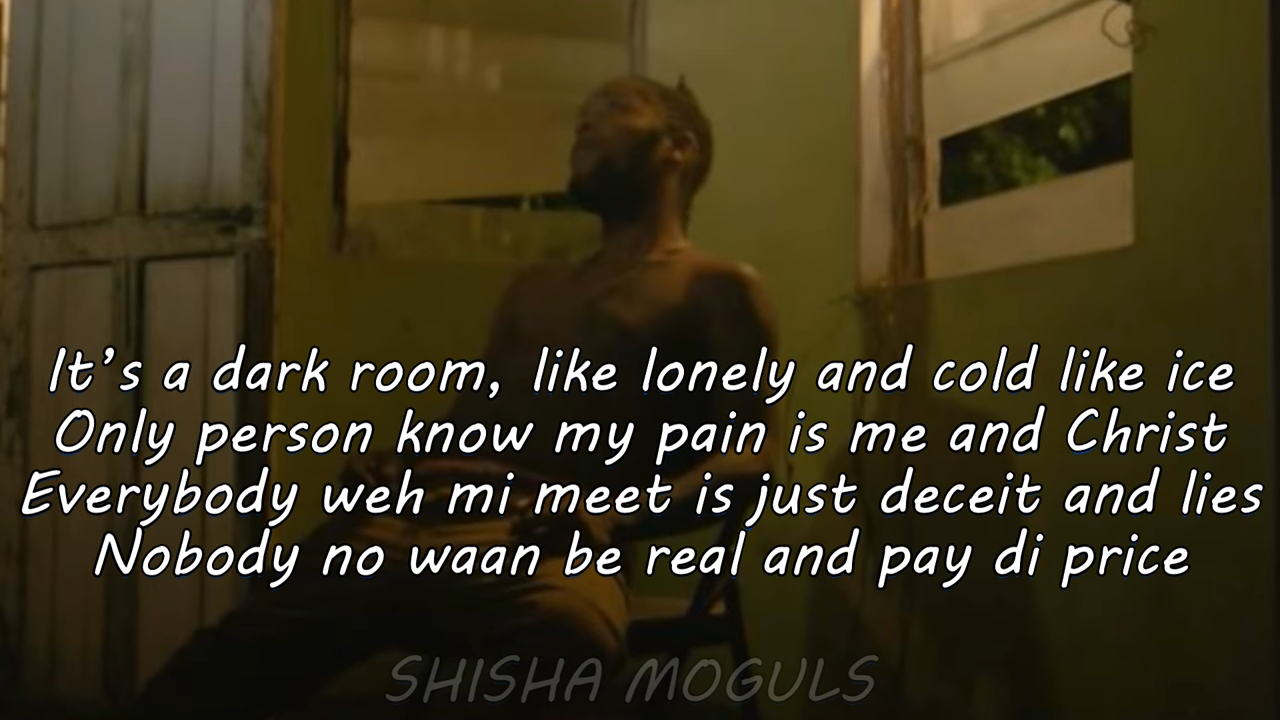 It’s a dark room, like lonely and cold like ice
Only person know my pain is me and Christ
Everybody weh mi meet is just deceit and lies
Nobody no waan be real and pay di price
SHISHA MOGULS